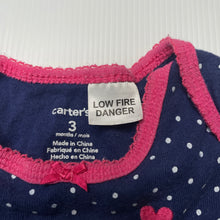 carter's
3
months / mois
Made in China
Fabriqué en Chine
Hecho en China
LOW FIRE
DANGER